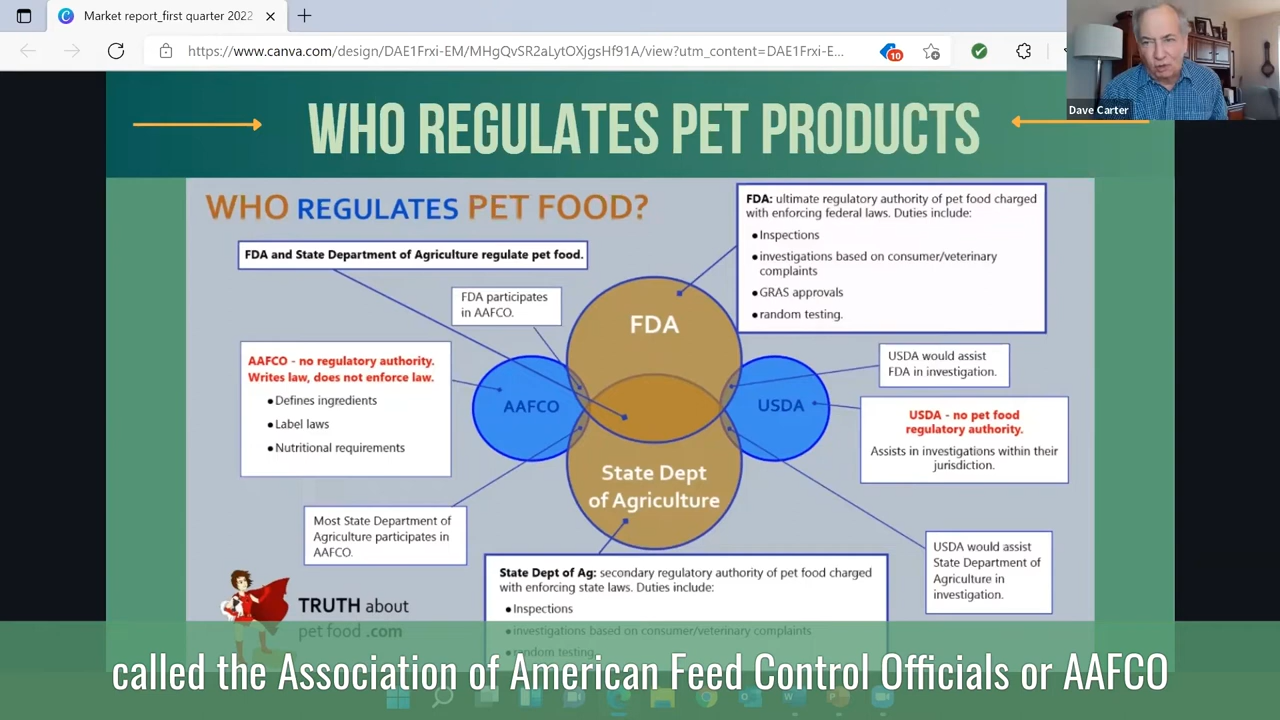 Market report_first quarter 2022
https://www.canva.com/design/DAE1Frxi-EM/MHgQvSR2aLytOXjgsHf91A/view?utm_content=DAE1Frxi-E...
10
Dave Carter
WHO REGULATES PET PRODUCTS
WHO REGULATES PET FOOD?
FDA and State Department of Agriculture regulate pet food.
FDA: ultimate regulatory authority of pet food charged
with enforcing federal laws. Duties include:
•Inspections
•investigations based on consumer/veterinary
complaints
•GRAS approvals
•random testing.
FDA participates
in AAFCO.
FDA
AAFCO - no regulatory authority.
Writes law, does not enforce law.
•Defines ingredients
•Label laws
•Nutritional requirements
AAFCO
USDA
USDA would assist
FDA in investigation.
USDA - no pet food
regulatory authority.
Assists in investigations within their
jurisdiction.
State Dept
of Agriculture
Most State Department of
Agriculture participates in
AAFCO.
USDA would assist
State Department of
Agriculture in
investigation.
State Dept of Ag: secondary regulatory authority of pet food charged
with enforcing state laws. Duties include:
•Inspections
•investigations based on consumer/veterinary complaints
•random testing.
TRUTH about
pet food .com
called the Association of American Feed Control Officials or AAFCO